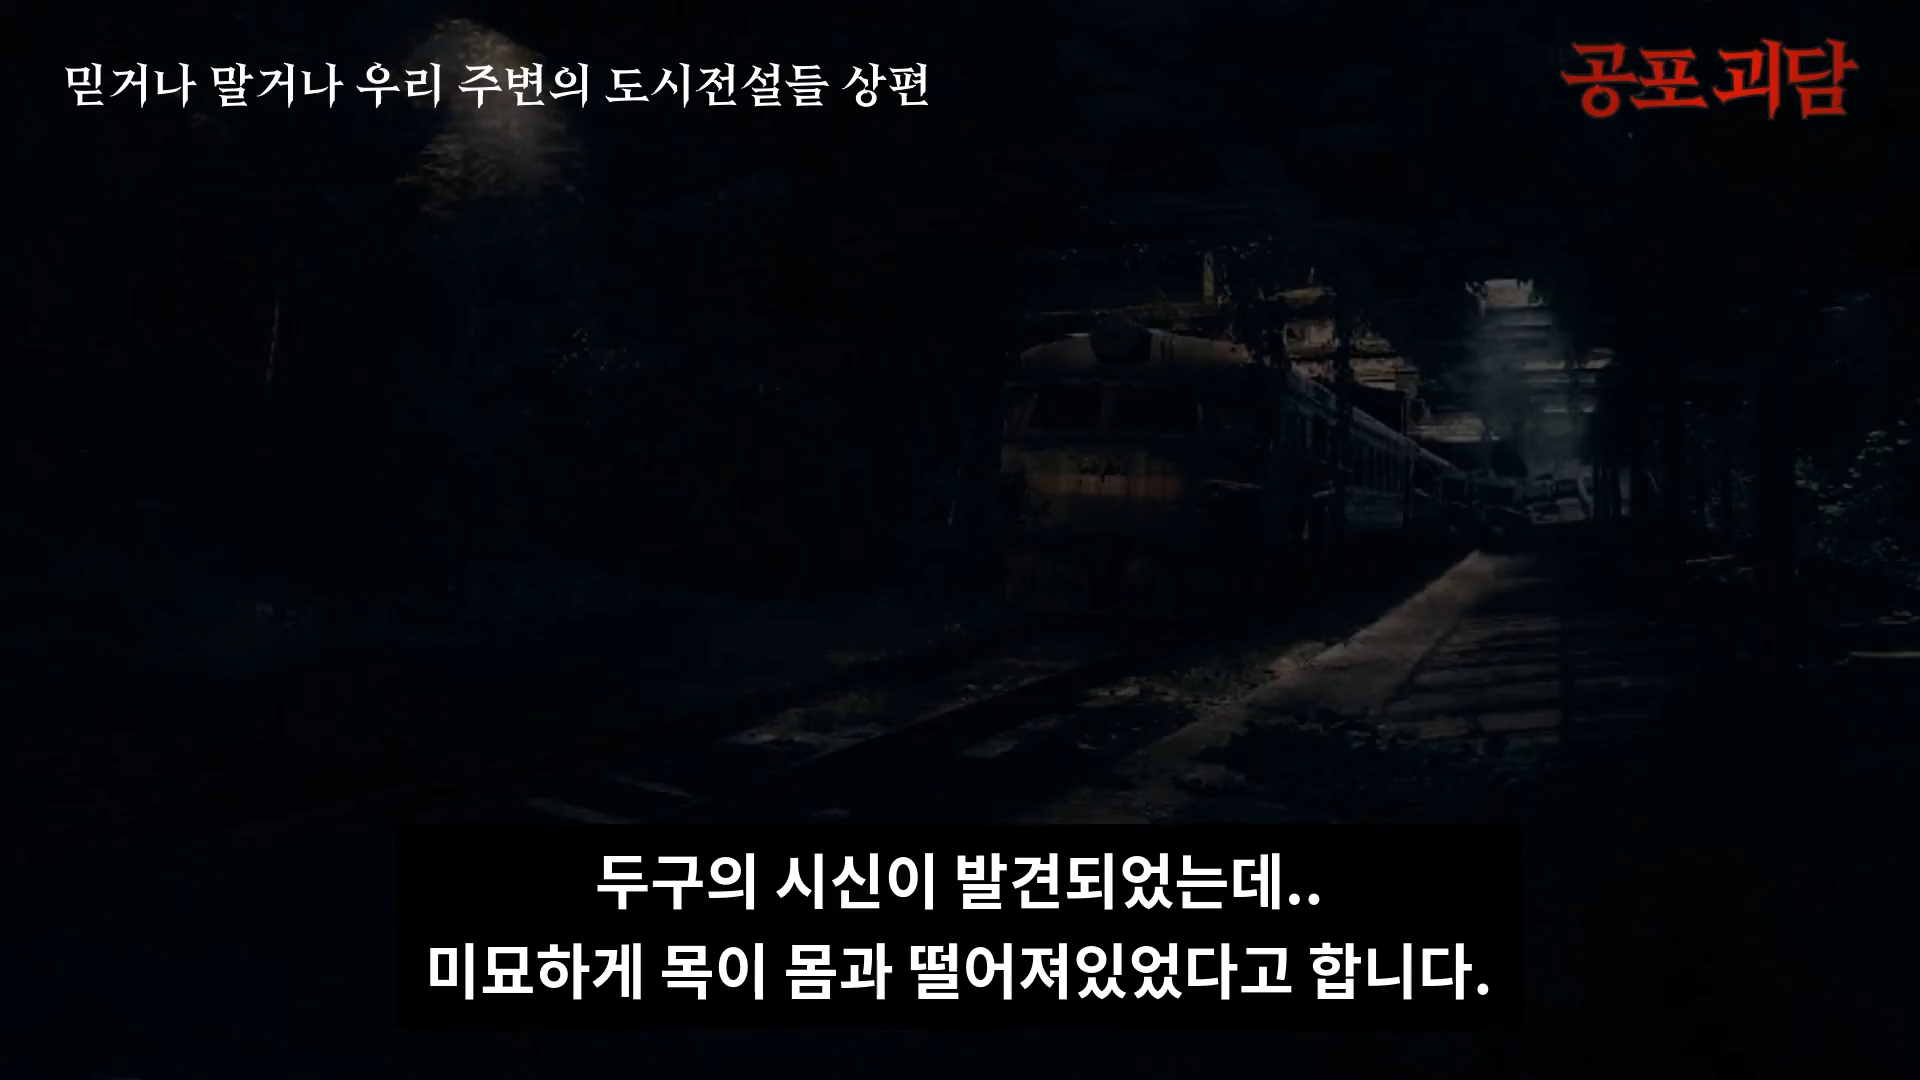 믿거나 말거나 우리 주변의 도시전설들 상편
공포 괴담
두구의 시신이 발견되었는데..
미묘하게 목이 몸과 떨어져있었다고 합니다.